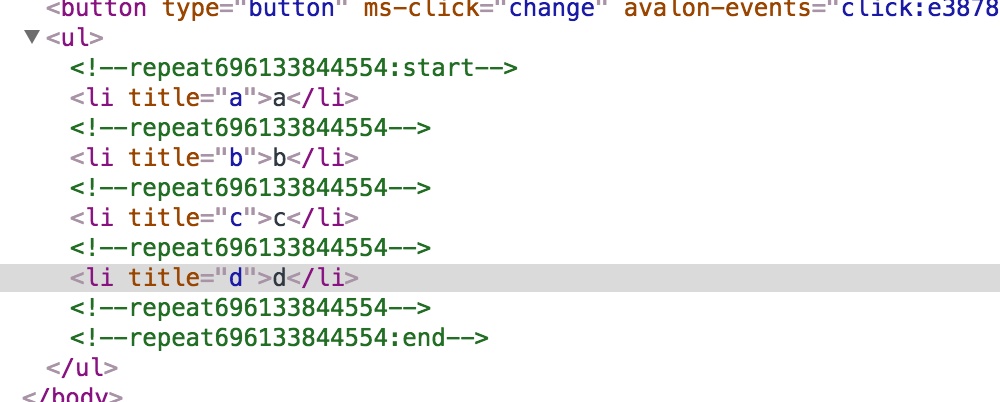 <button type="button" ms-click="change" avalon-events="click:e3878
<ul>
<!--repeat696133844554:start-->
<li title="a">a</li>
<!--repeat696133844554-->
<li title="b">b</li>
<!--repeat696133844554-->
<li title="c">c</li>
<!--repeat696133844554-->
<li title="d">d</li>
<!--repeat696133844554-->
<!--repeat696133844554:end-->
</ul>
</body>